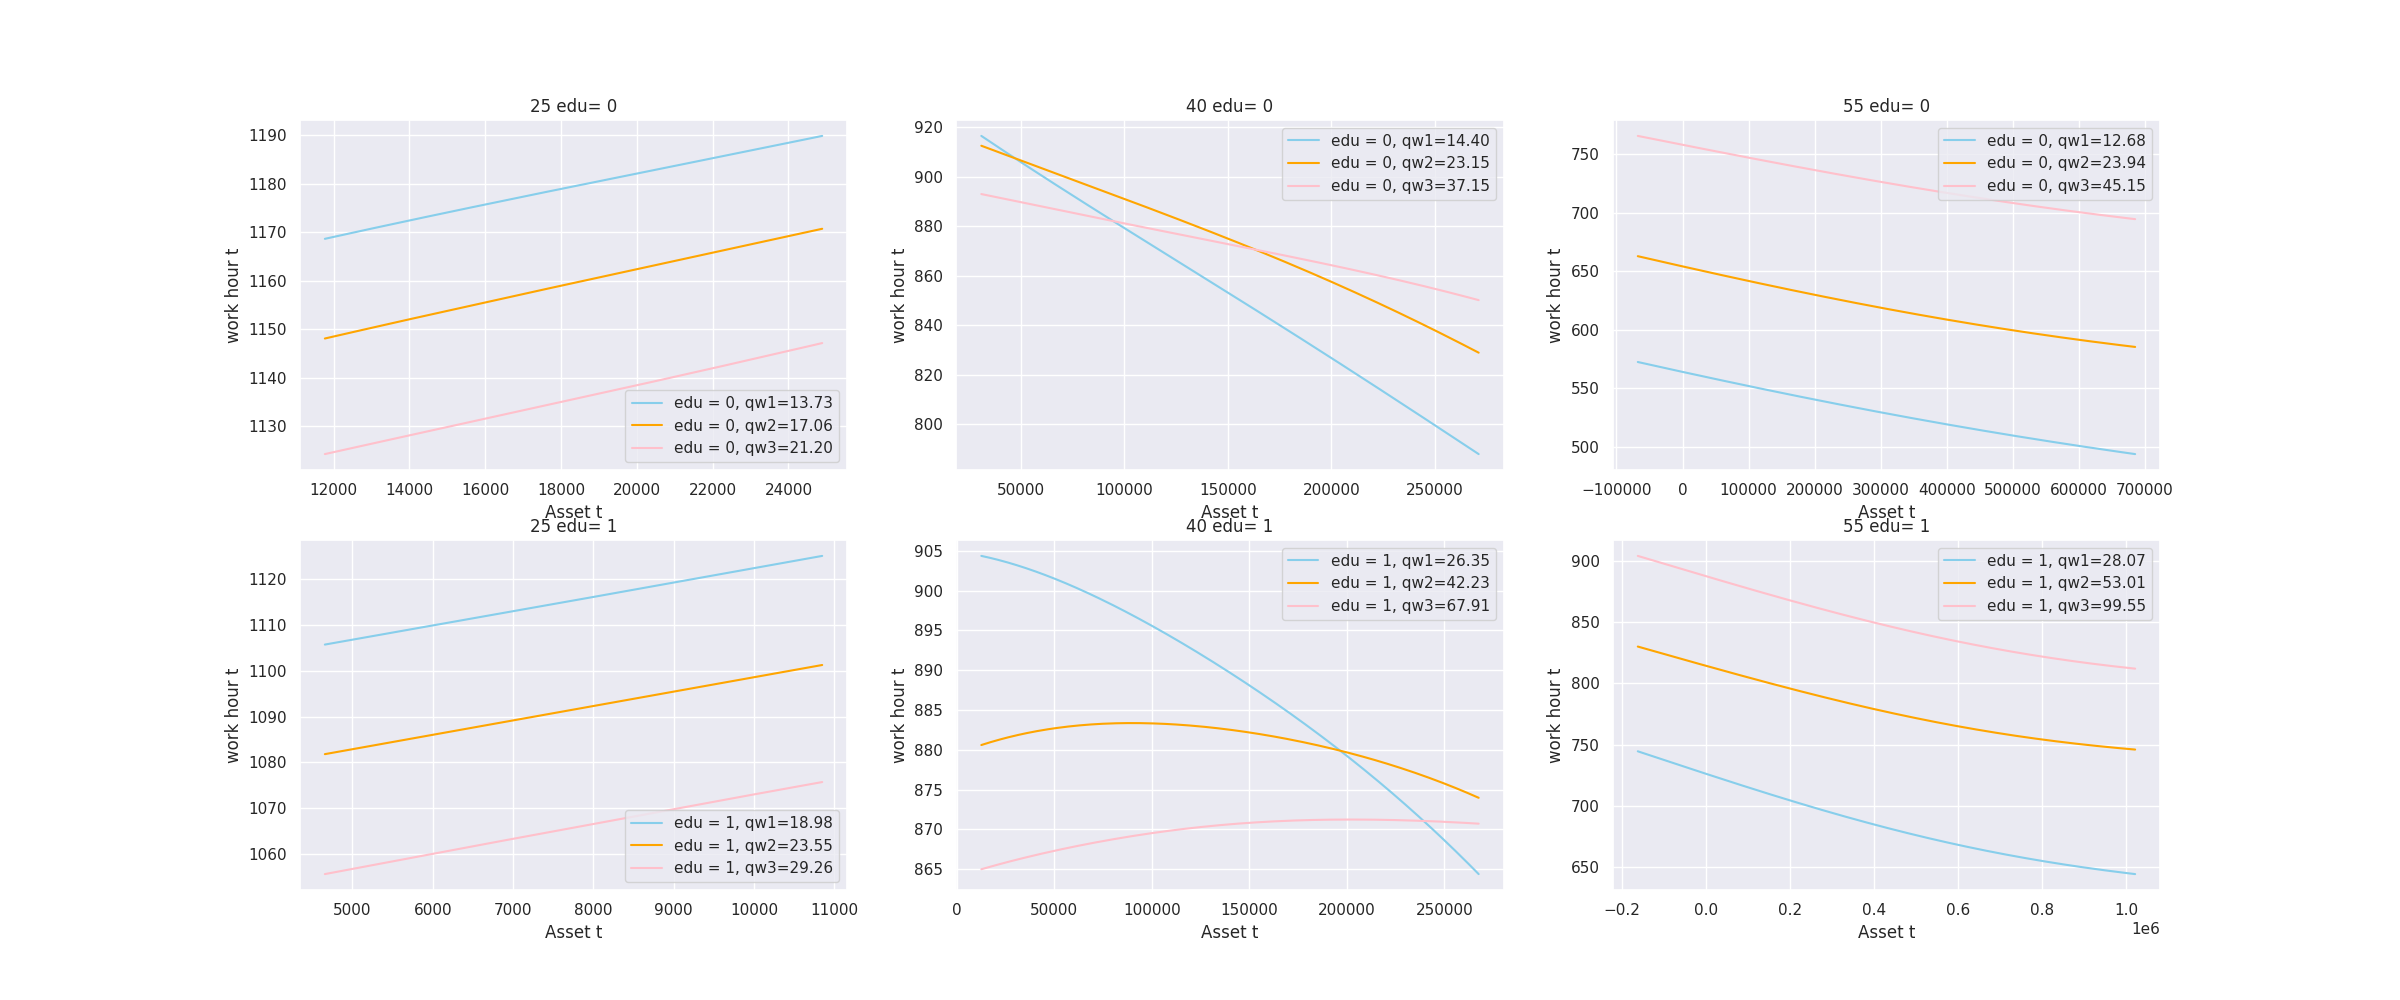 25 edu= 0
1190
1180
1170
1160
1150
1140
1130
work hour t
edu = 0, qw1=13.73
edu = 0, qw2=17.06
edu = 0, qw3=21.20
12000 14000 16000 18000 20000 22000 24000
Asset t
40 edu= 0
920
900
880
860
840
820
800
work hour t
edu = 0, qw1=14.40
edu = 0, qw2=23.15
edu = 0, qw3=37.15
50000 100000 150000 200000 250000
Asset t
55 edu= 0
750
700
650
600
550
500
work hour t
edu = 0, qw1=12.68
edu = 0, qw2=23.94
edu = 0, qw3=45.15
−100000 0 100000 200000 300000 400000 500000 600000 700000
Asset t
25 edu= 1
1120
1110
1100
1090
1080
1070
1060
work hour t
edu = 1, qw1=18.98
edu = 1, qw2=23.55
edu = 1, qw3=29.26
5000 6000 7000 8000 9000 10000 11000
Asset t
40 edu= 1
905
900
895
890
885
880
875
870
865
work hour t
edu = 1, qw1=26.35
edu = 1, qw2=42.23
edu = 1, qw3=67.91
0 50000 100000 150000 200000 250000
Asset t
55 edu= 1
900
850
800
750
700
650
work hour t
edu = 1, qw1=28.07
edu = 1, qw2=53.01
edu = 1, qw3=99.55
−0.2 0.0 0.2 0.4 0.6 0.8 1.0
1e6
Asset t